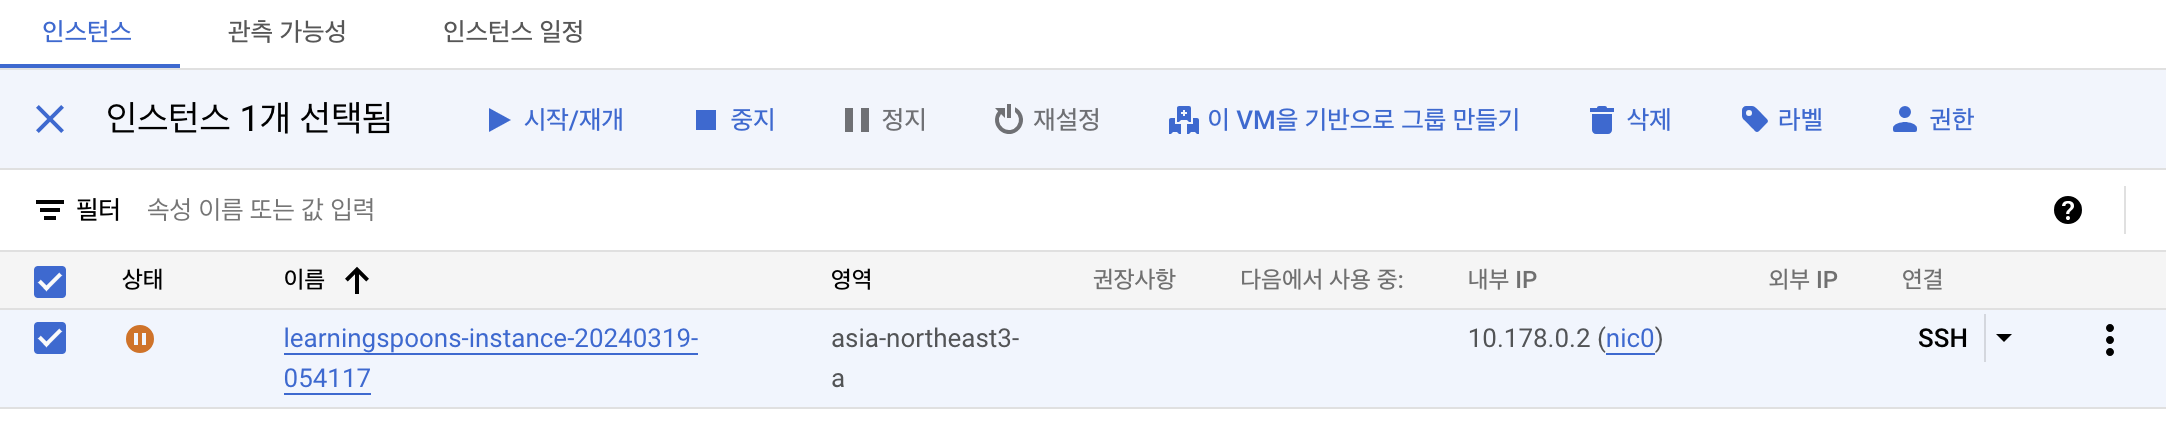 인스턴스 관측 가능성 인스턴스 일정
인스턴스 1개 선택됨 시작/재개 중지 정지 재설정 이 VM을 기반으로 그룹 만들기 삭제 라벨 권한
필터 속성 이름 또는 값 입력
상태 이름 영역 권장사항 다음에서 사용 중: 내부 IP 외부 IP 연결
learningspoons-instance-20240319- asia-northeast3- 10.178.0.2 (nic0) SSH
054117 a